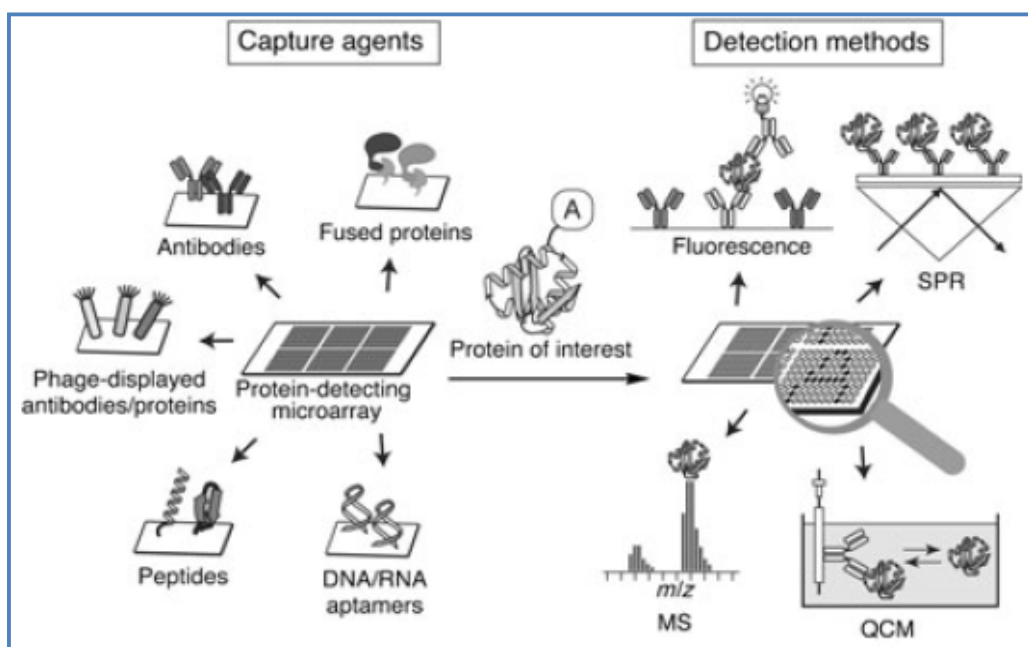 Capture agents
Detection methods
Antibodies
Fused proteins
A
Fluorescence
SPR
Phage-displayed
antibodies/proteins
Protein-detecting
microarray
Protein of interest
Peptides
DNA/RNA
aptamers
m/z
MS
QCM